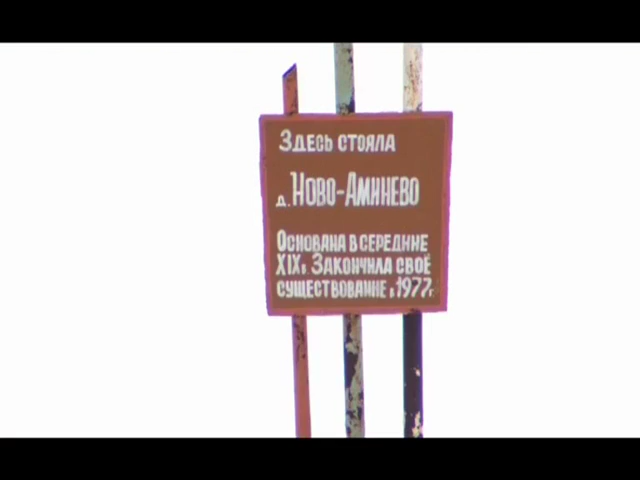 Здесь стояла
д. Ново-Аминево
Основана в середине
XIX в. Закончила своё
существование в 1977 г.